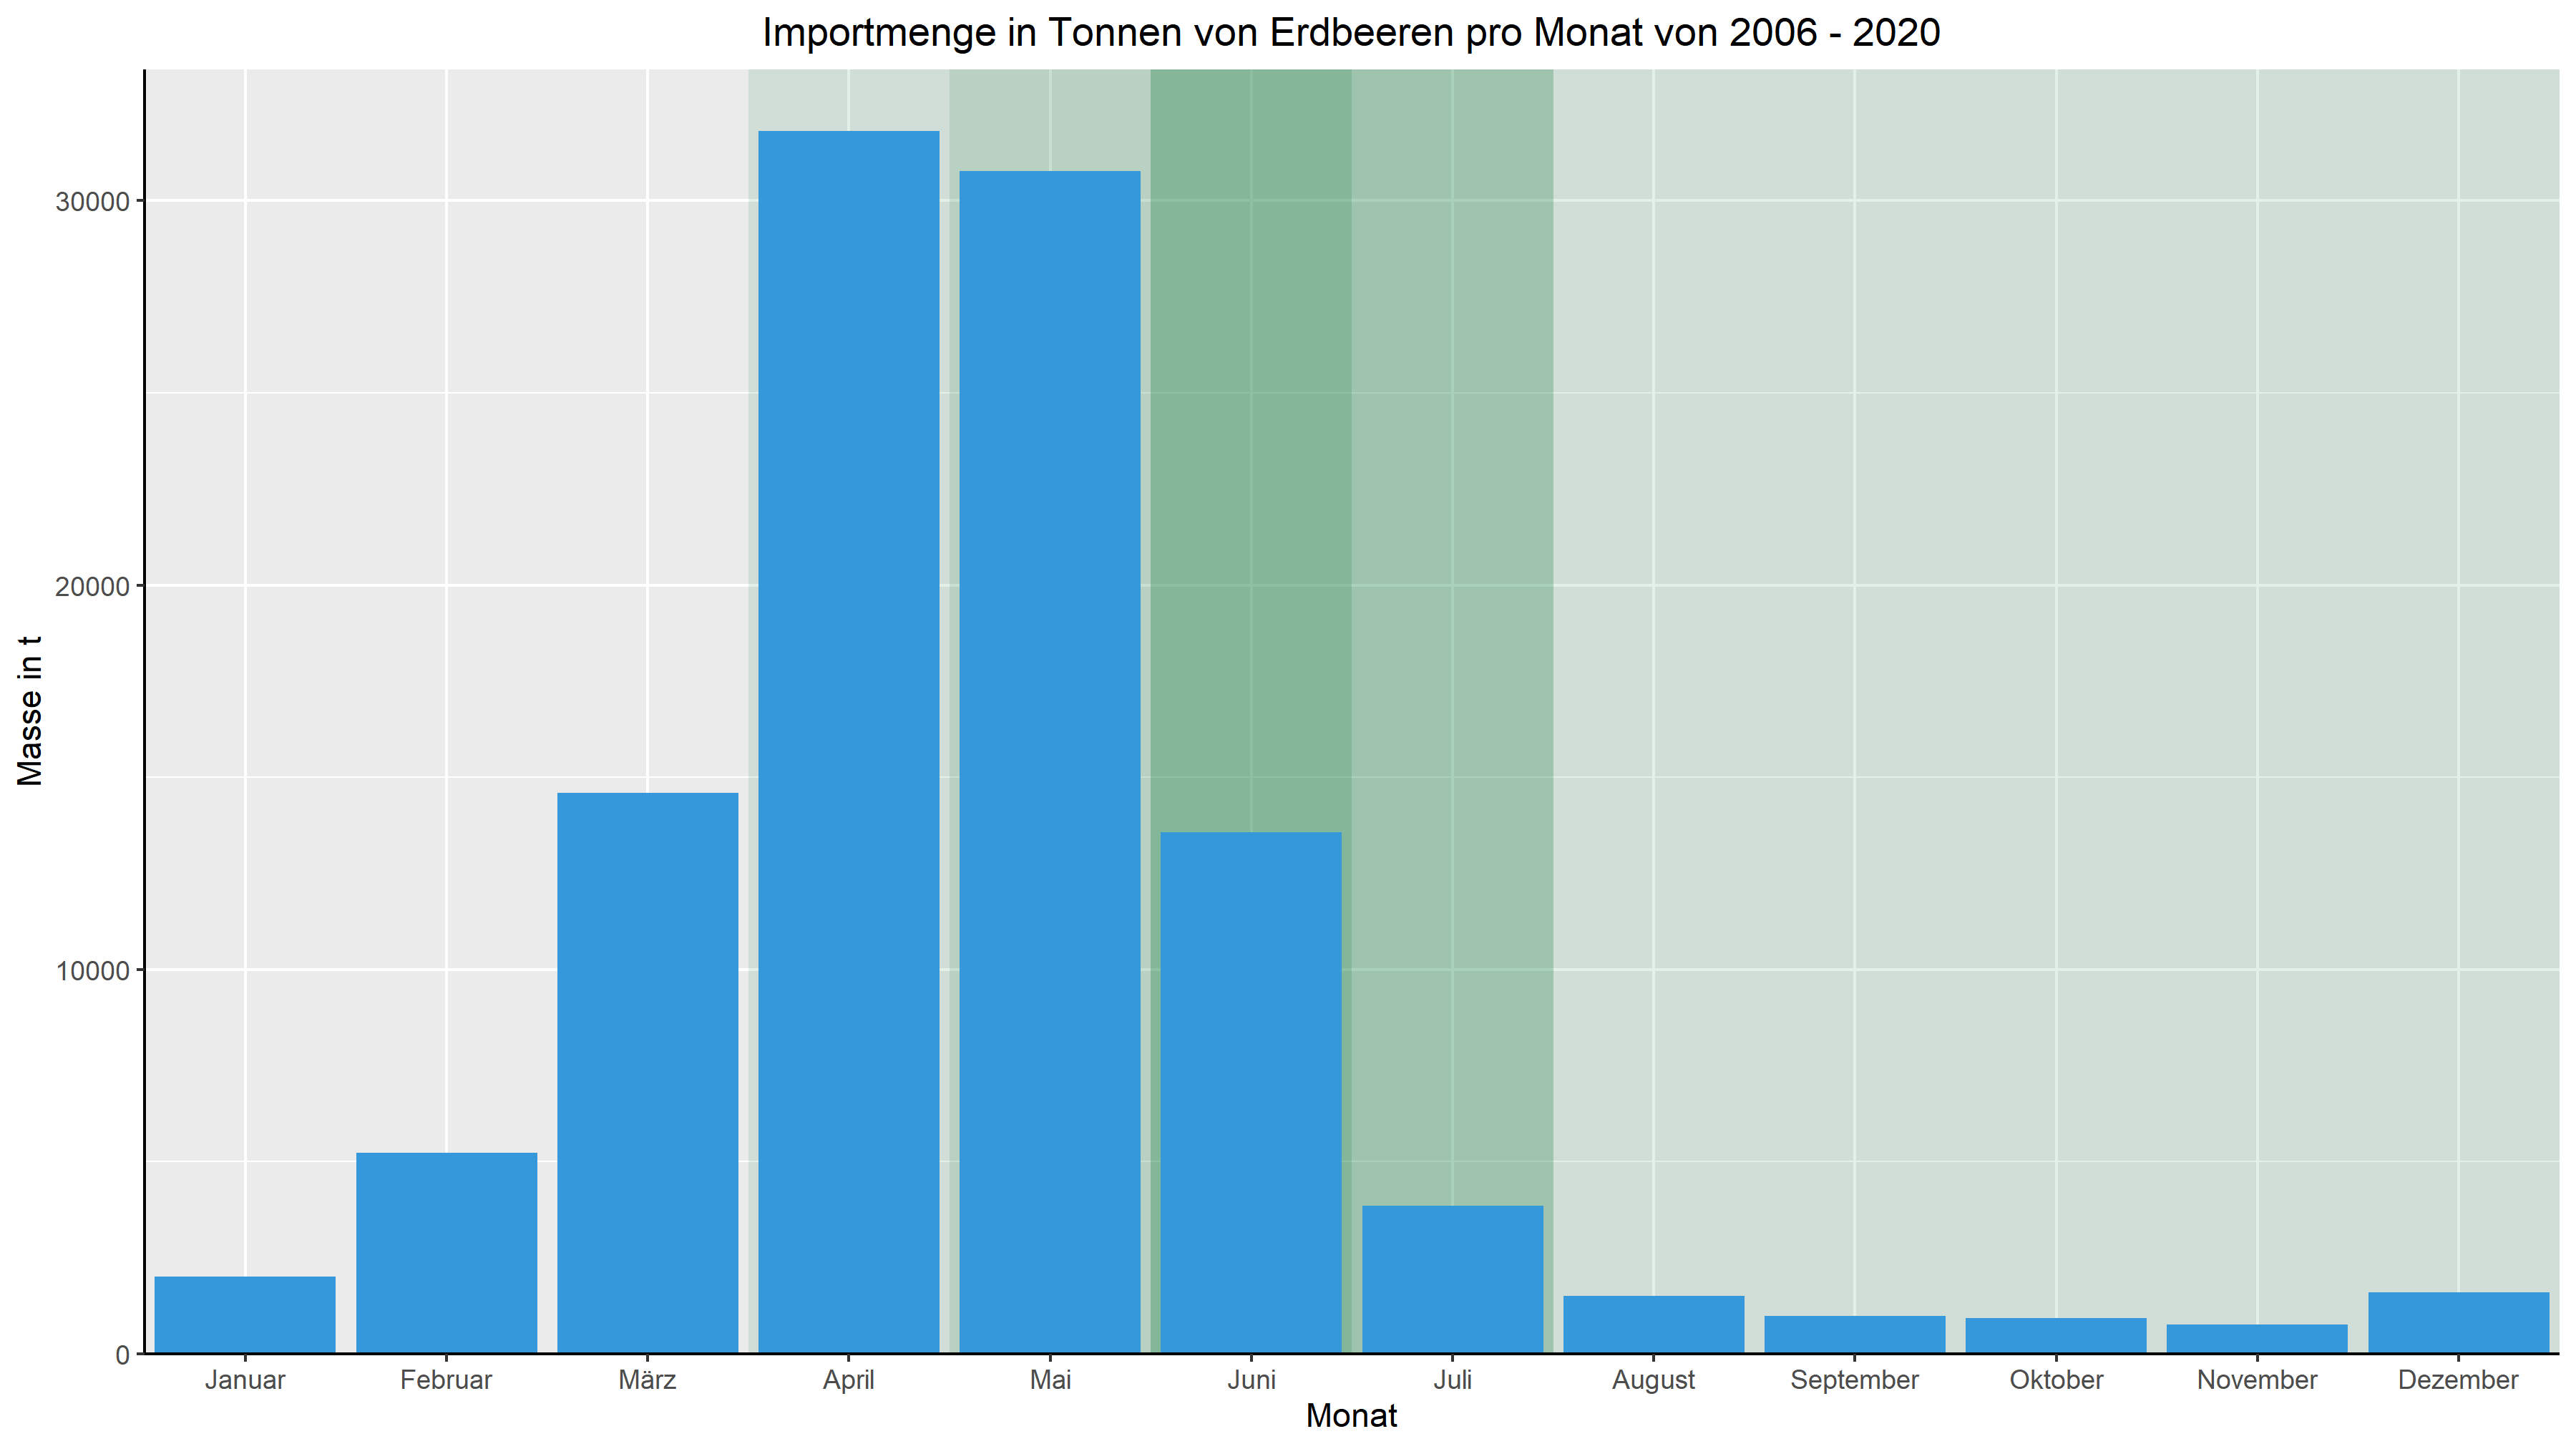 Importmenge in Tonnen von Erdbeeren pro Monat von 2006 - 2020
Masse in t
30000
20000
10000
0
Januar Februar März April Mai Juni Juli August September Oktober November Dezember
Monat